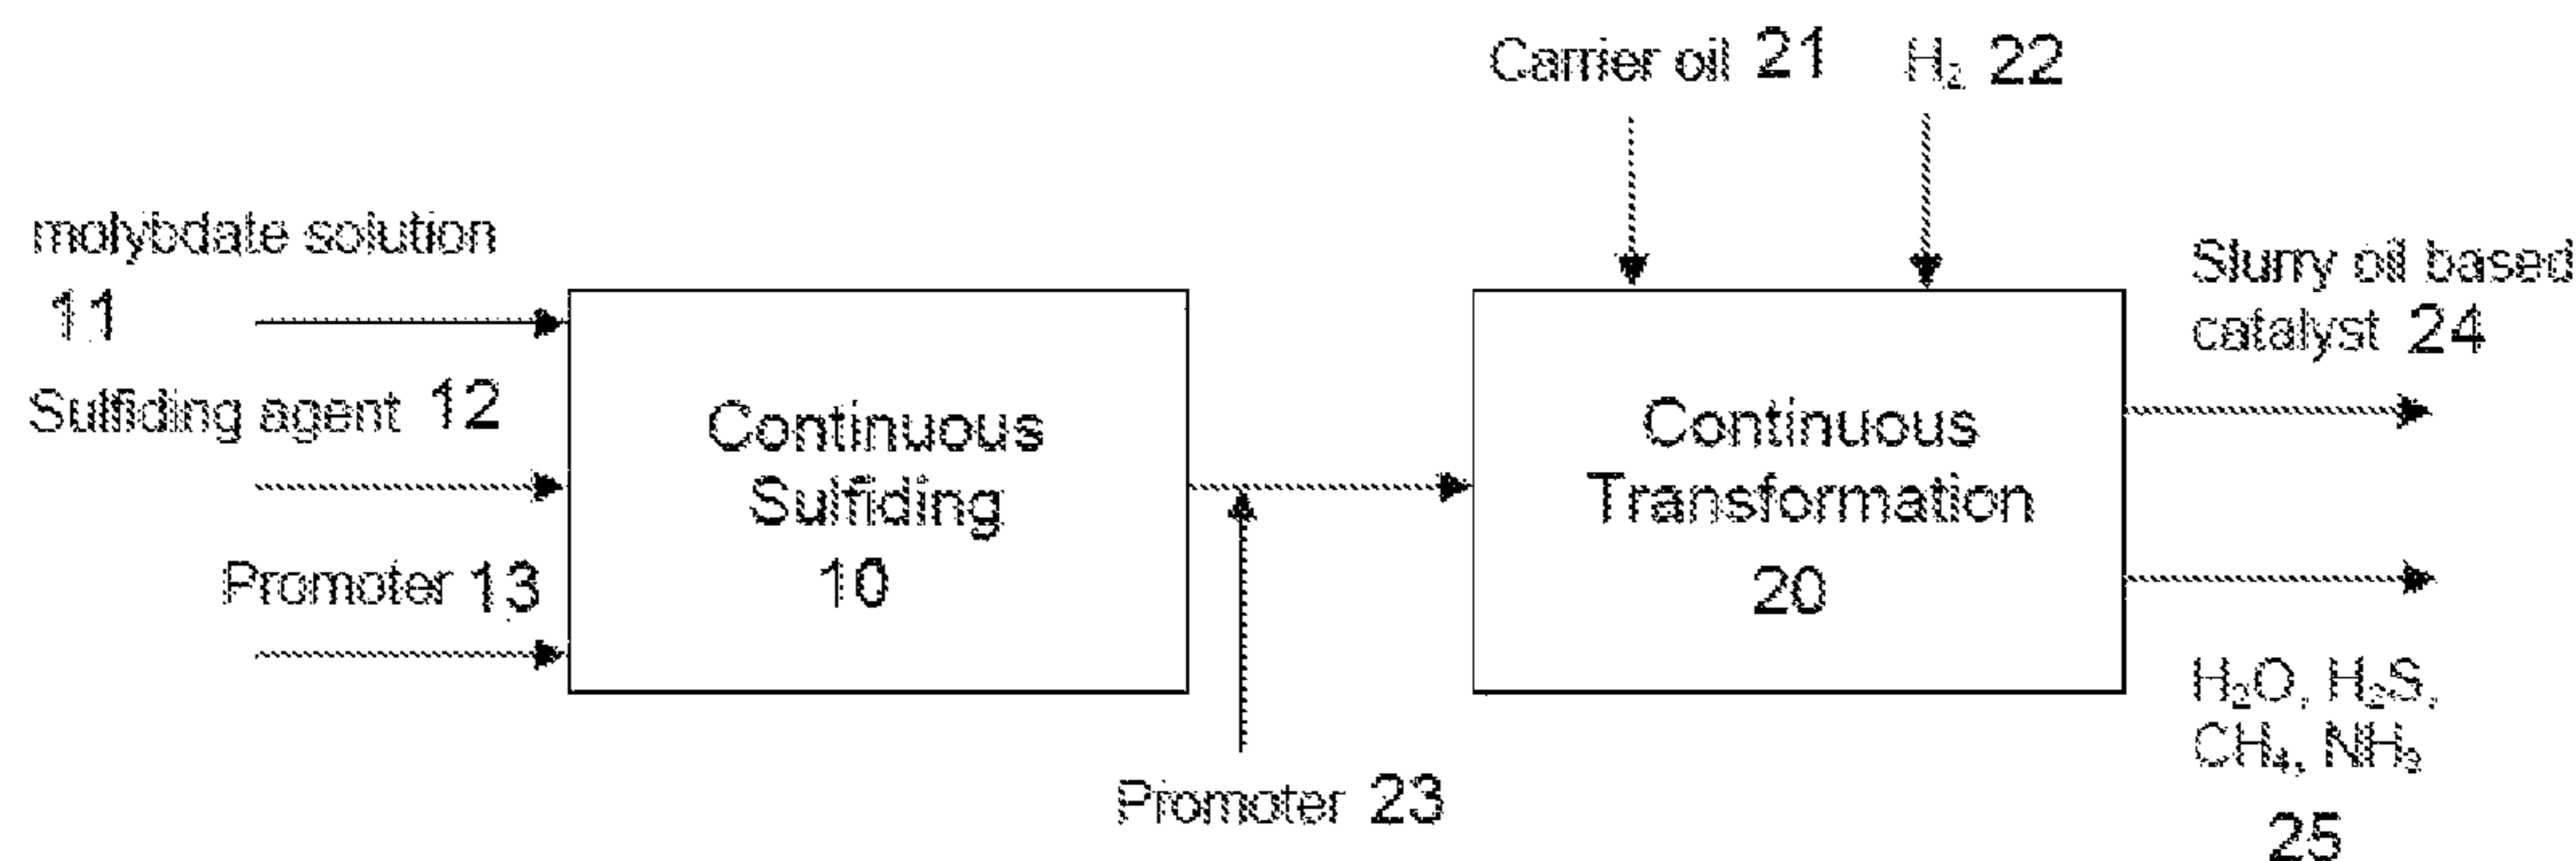 Carrier oil 21
H₂ 22
molybdate solution
11
Sulfiding agent 12
Promoter 13
Continuous
Sulfiding
10
Promoter 23
Continuous
Transformation
20
Slurry oil based
catalyst 24
H₂O, H₂S,
CH₄, NH₃
25